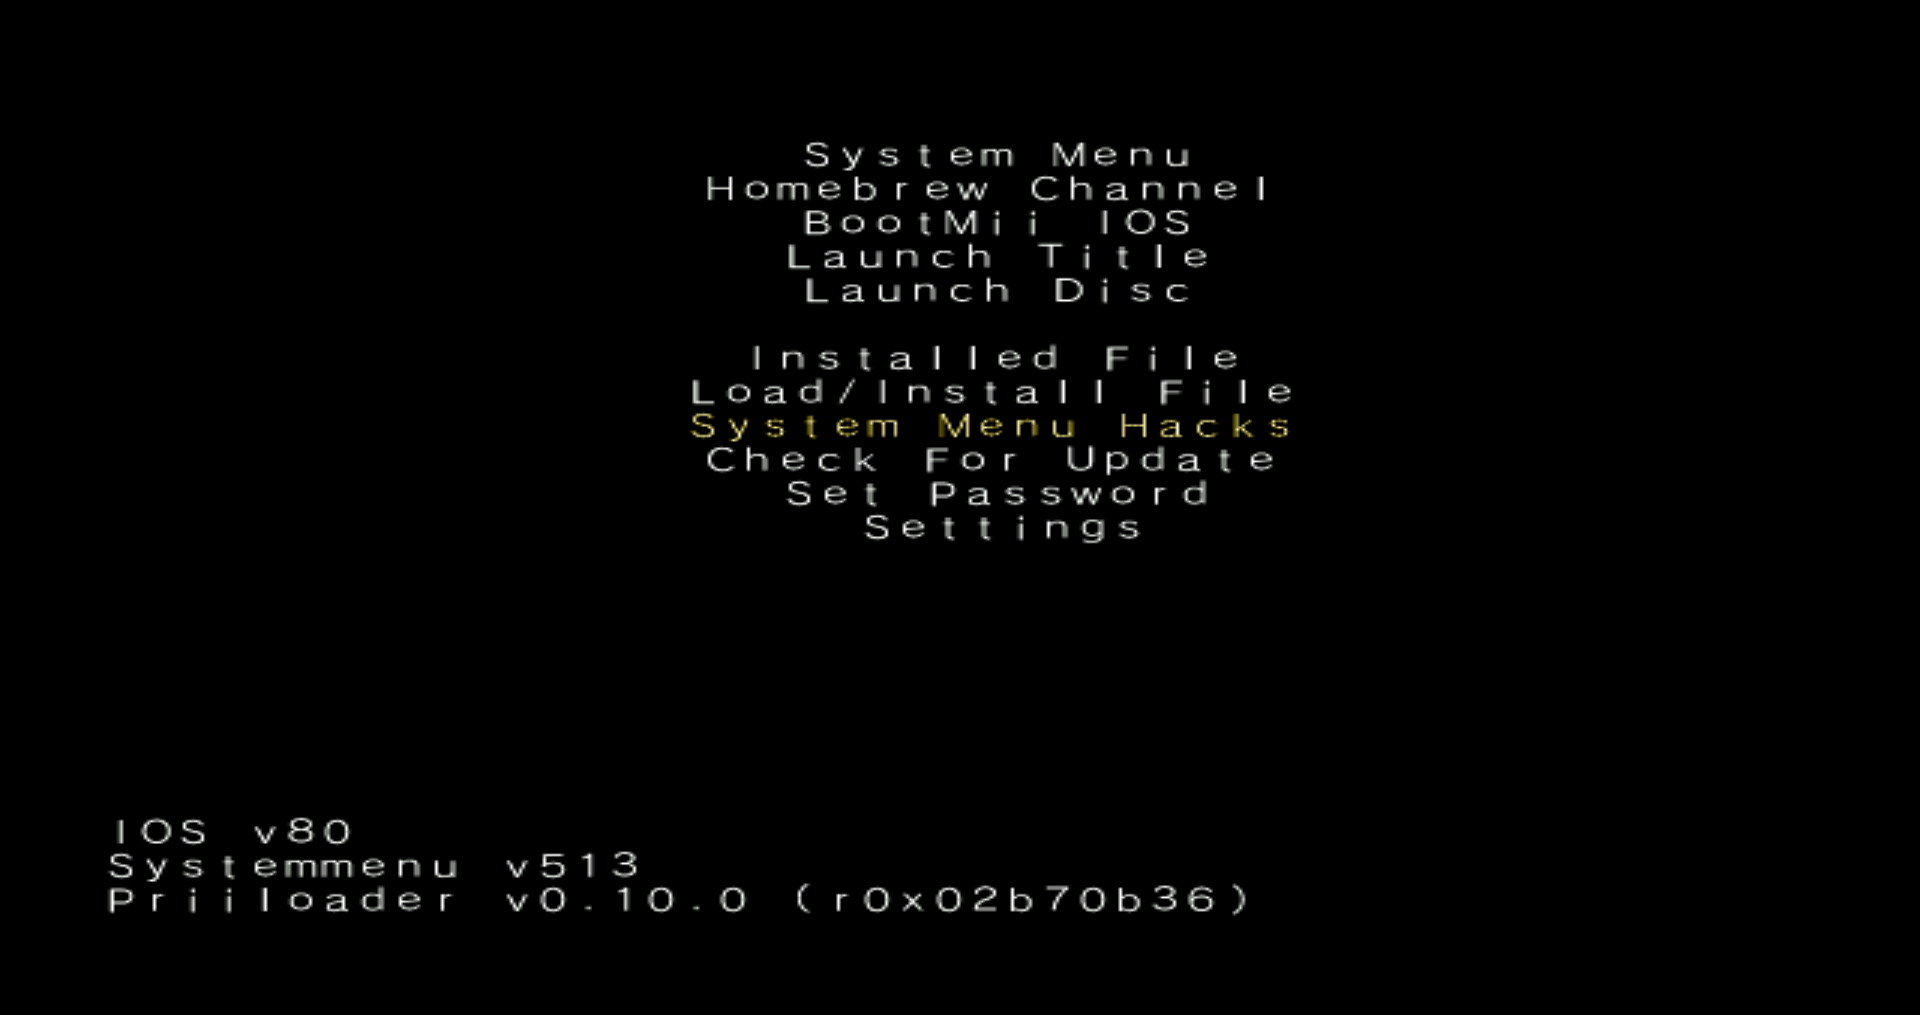 System Menu
Homebrew Channel
BootMii IOS
Launch Title
Launch Disc
Installed File
Load/Install File
System Menu Hacks
Check For Update
Set Password
Settings
IOS v80
Systemmenu v513
Priiloader v0.10.0 (r0x02b70b36)